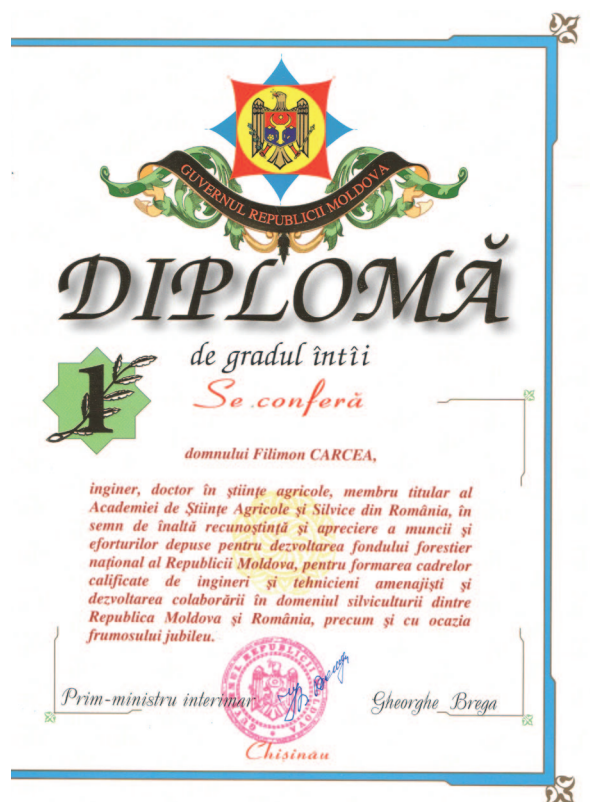 GUVERNUL REPUBLICII MOLDOVA
DIPLOMĂ
de gradul întîi
1
Se conferă
domnului Filimon CARCEA,
inginer, doctor în ştiinţe agricole, membru titular al
Academiei de Ştiinţe Agricole şi Silvice din România, în
semn de înaltă recunoştinţă şi apreciere a muncii şi
eforturilor depuse pentru dezvoltarea fondului forestier
naţional al Republicii Moldova, pentru formarea cadrelor
calificate de ingineri şi tehnicieni amenajişti şi
dezvoltarea colaborării în domeniul silviculturii dintre
Republica Moldova şi România, precum şi cu ocazia
frumosului jubileu.
GUVERNUL REPUBLICII MOLDOVA
Prim-ministru interimar
Gheorghe Brega
Chişinău